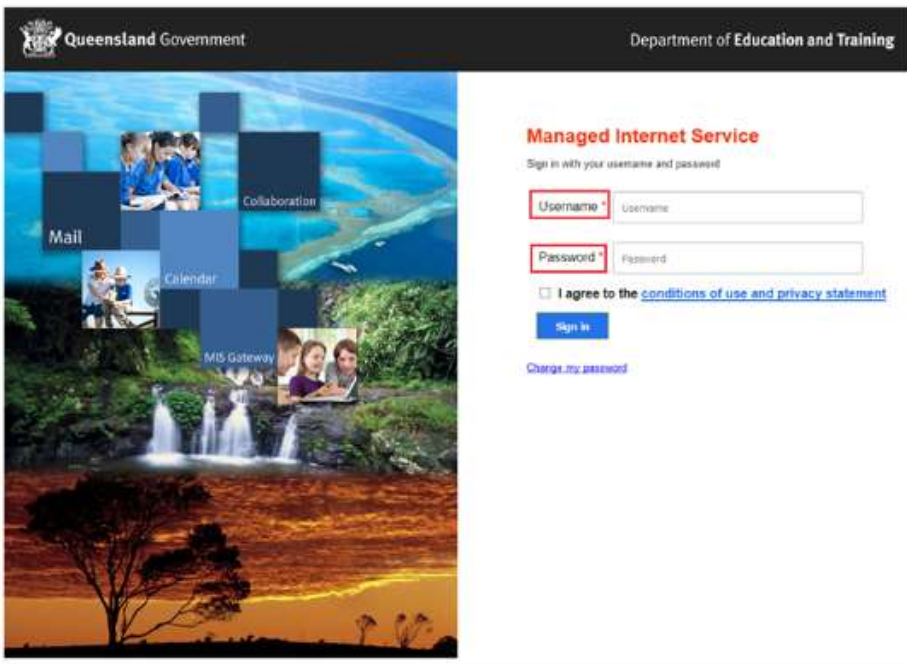 Queensland Government
Department of Education and Training
Mail
Collaboration
Calendar
MIS Gateway
Managed Internet Service
Sign in with your username and password
Username *
Username
Password *
Password
I agree to the conditions of use and privacy statement
Sign in
Change my password